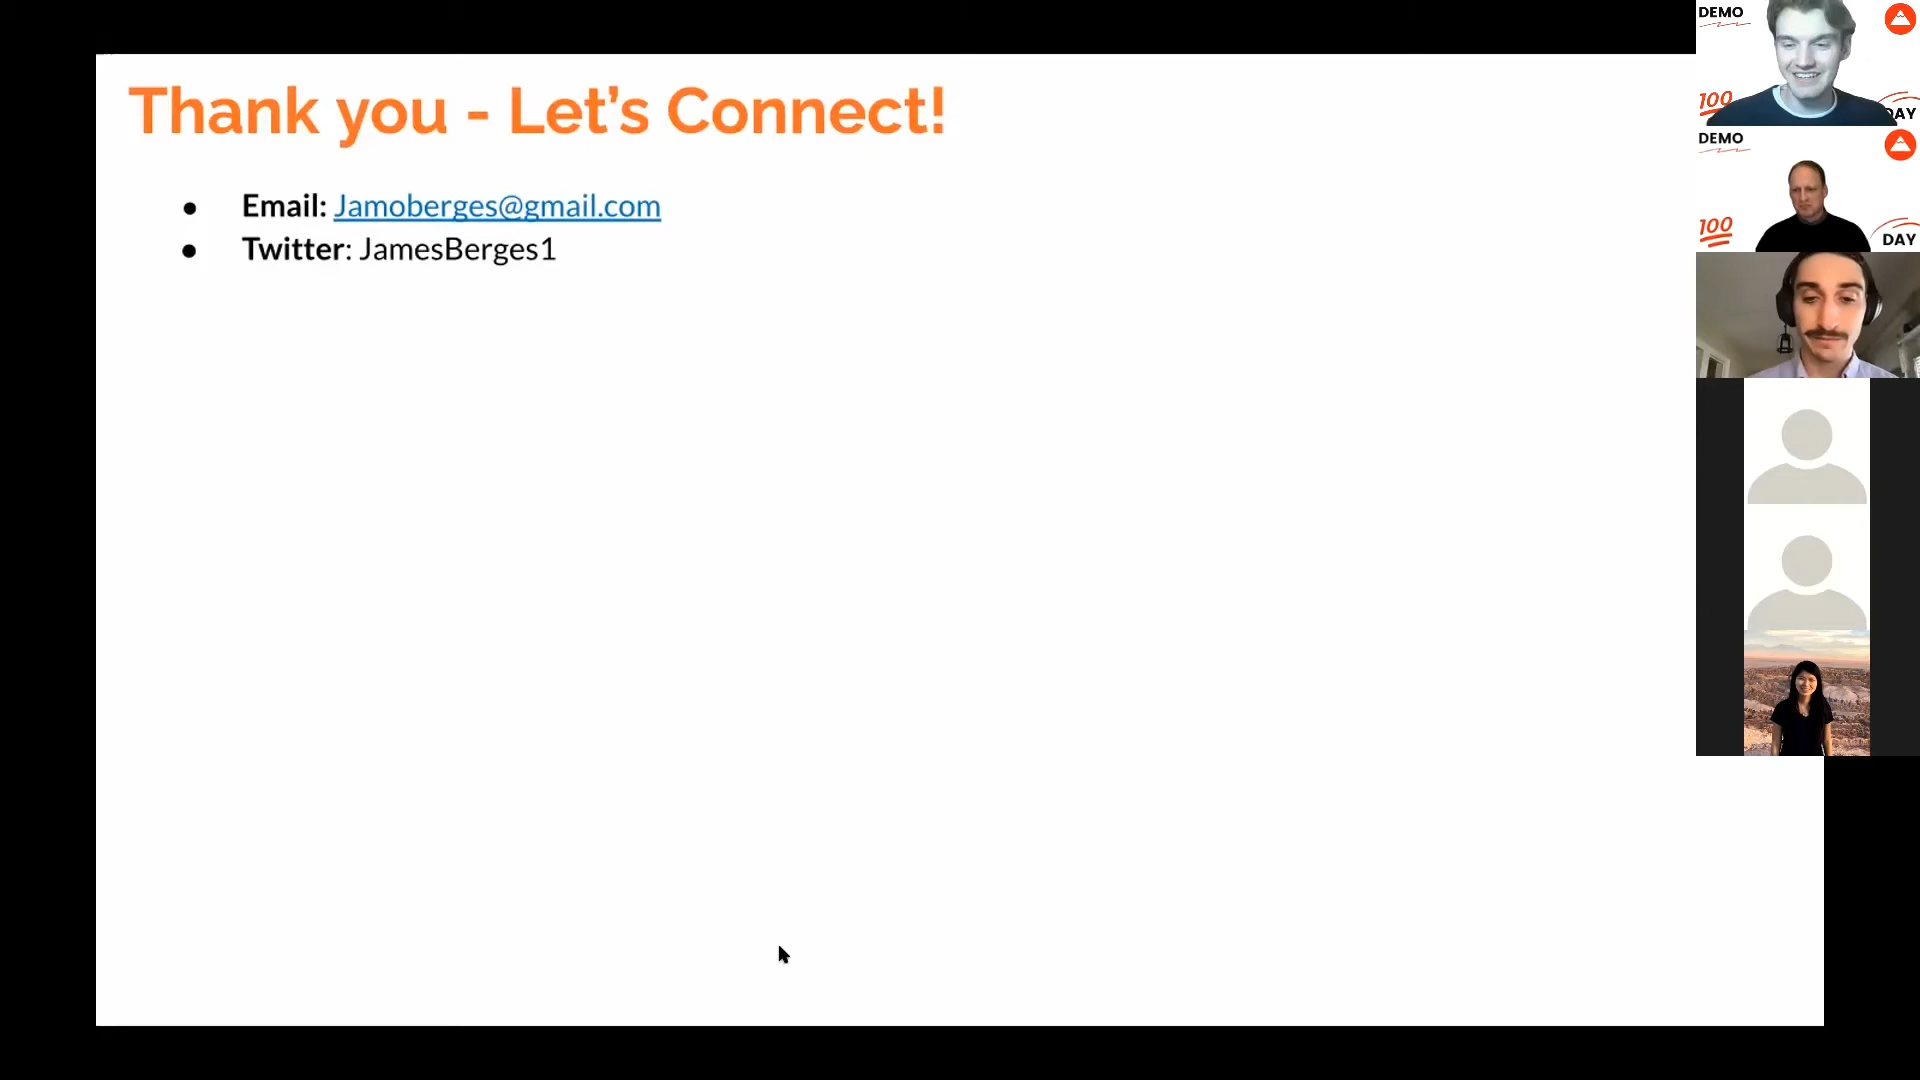 Thank you - Let's Connect!
● Email: Jamoberges@gmail.com
● Twitter: JamesBerges1
DEMO
100
DAY
DEMO
100
DAY